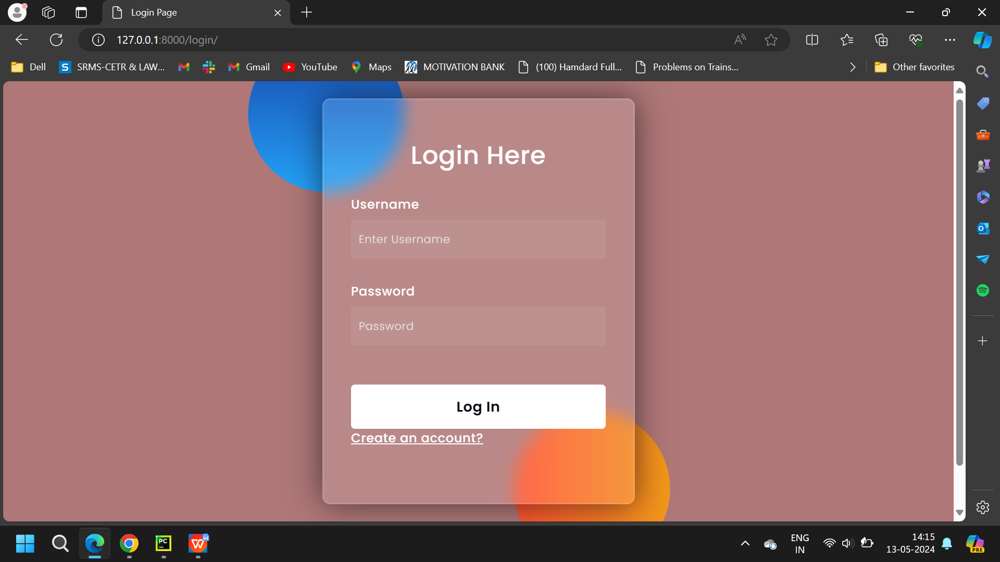 Login Page
127.0.0.1:8000/login/
Dell
SRMS-CETR & LAW...
Gmail
YouTube
Maps
MOTIVATION BANK
(100) Hamdard Full...
Problems on Trains...
Other favorites
Login Here
Username
Enter Username
Password
Password
Log In
Create an account?
PC
ENG
IN
14:15
13-05-2024
PRE